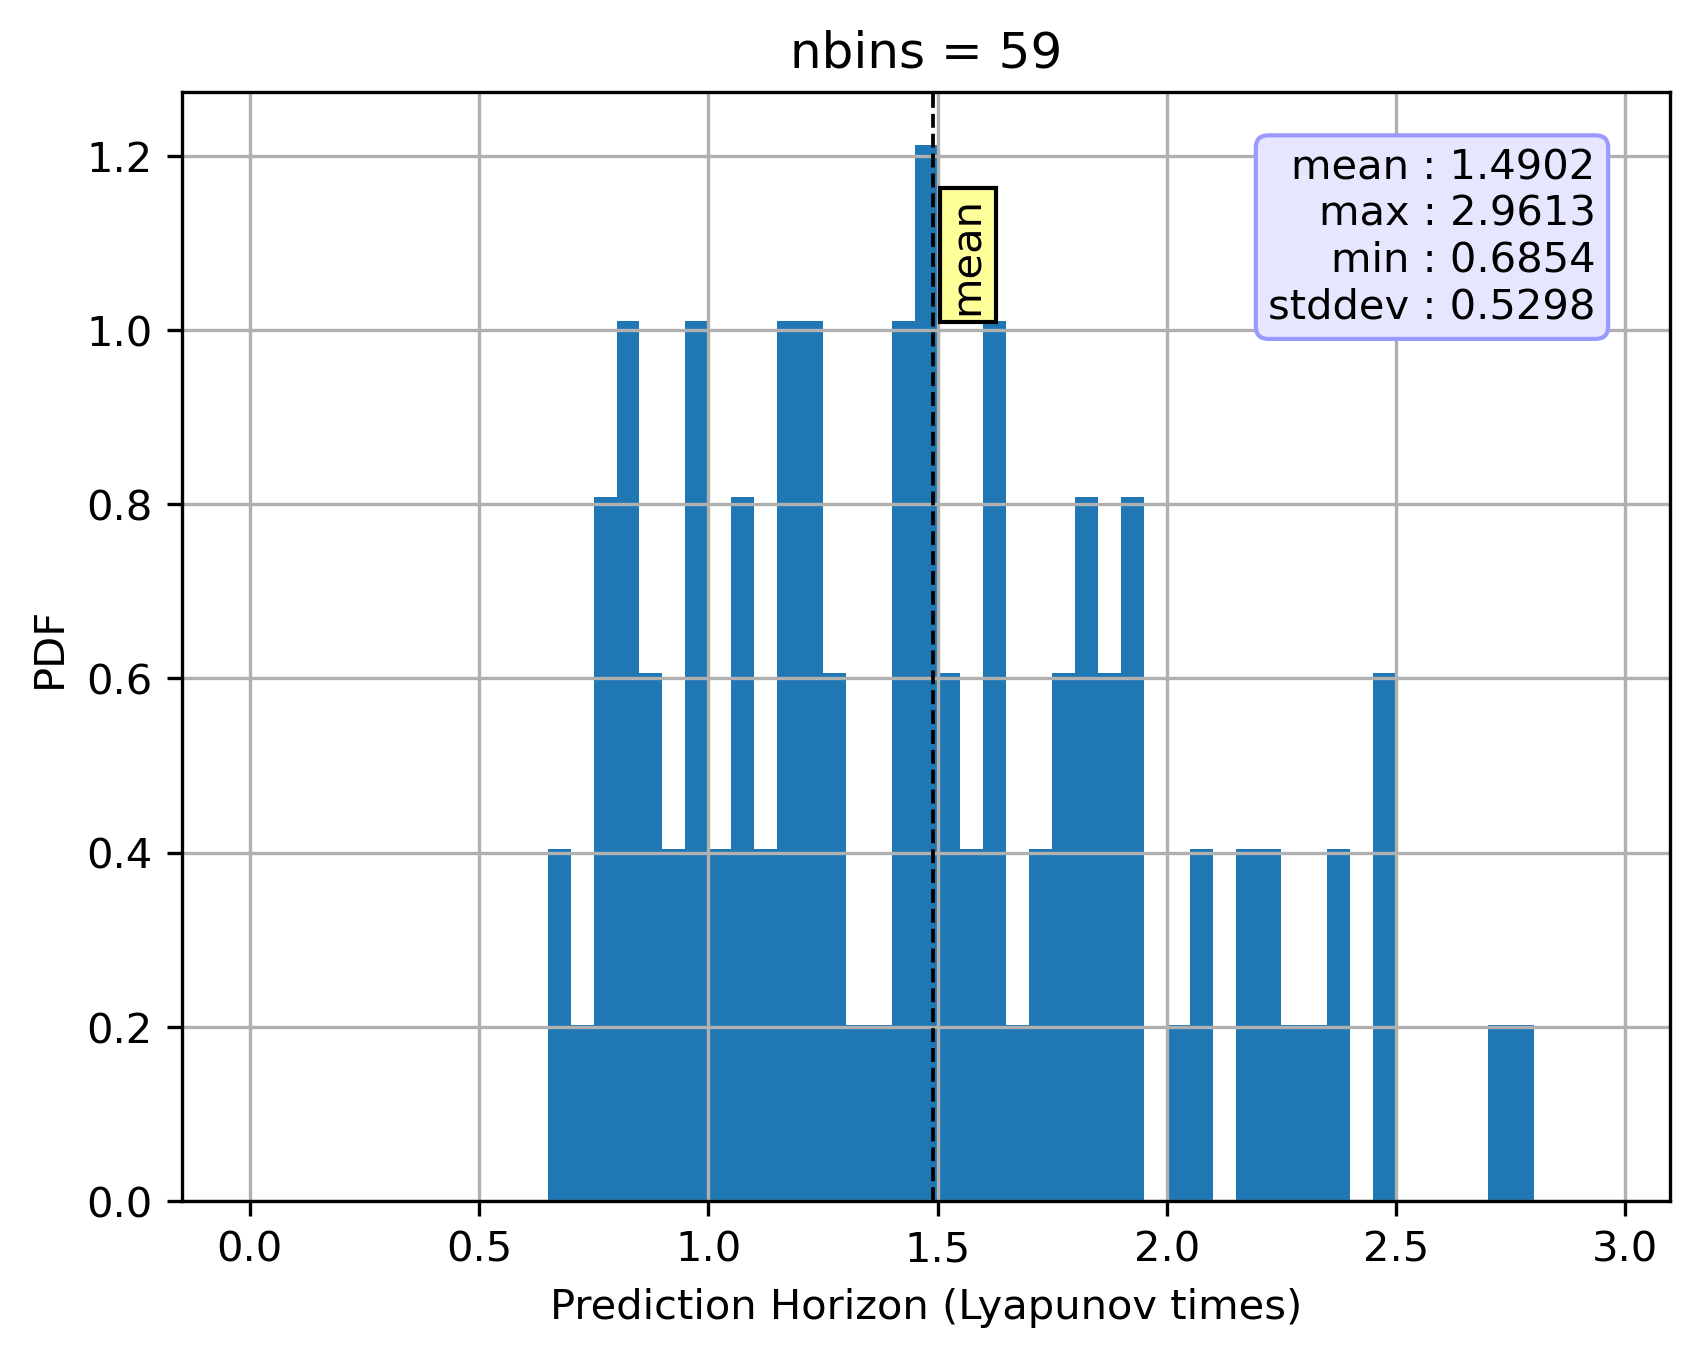 nbins = 59
mean : 1.4902
max : 2.9613
min : 0.6854
stddev : 0.5298
mean
PDF
1.2
1.0
0.8
0.6
0.4
0.2
0.0
0.0 0.5 1.0 1.5 2.0 2.5 3.0
Prediction Horizon (Lyapunov times)